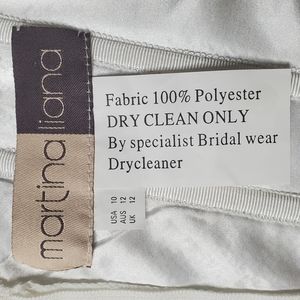 martina liana
Fabric 100% Polyester
DRY CLEAN ONLY
By specialist Bridal wear
Drycleaner
USA 10
AUS 12
UK 12